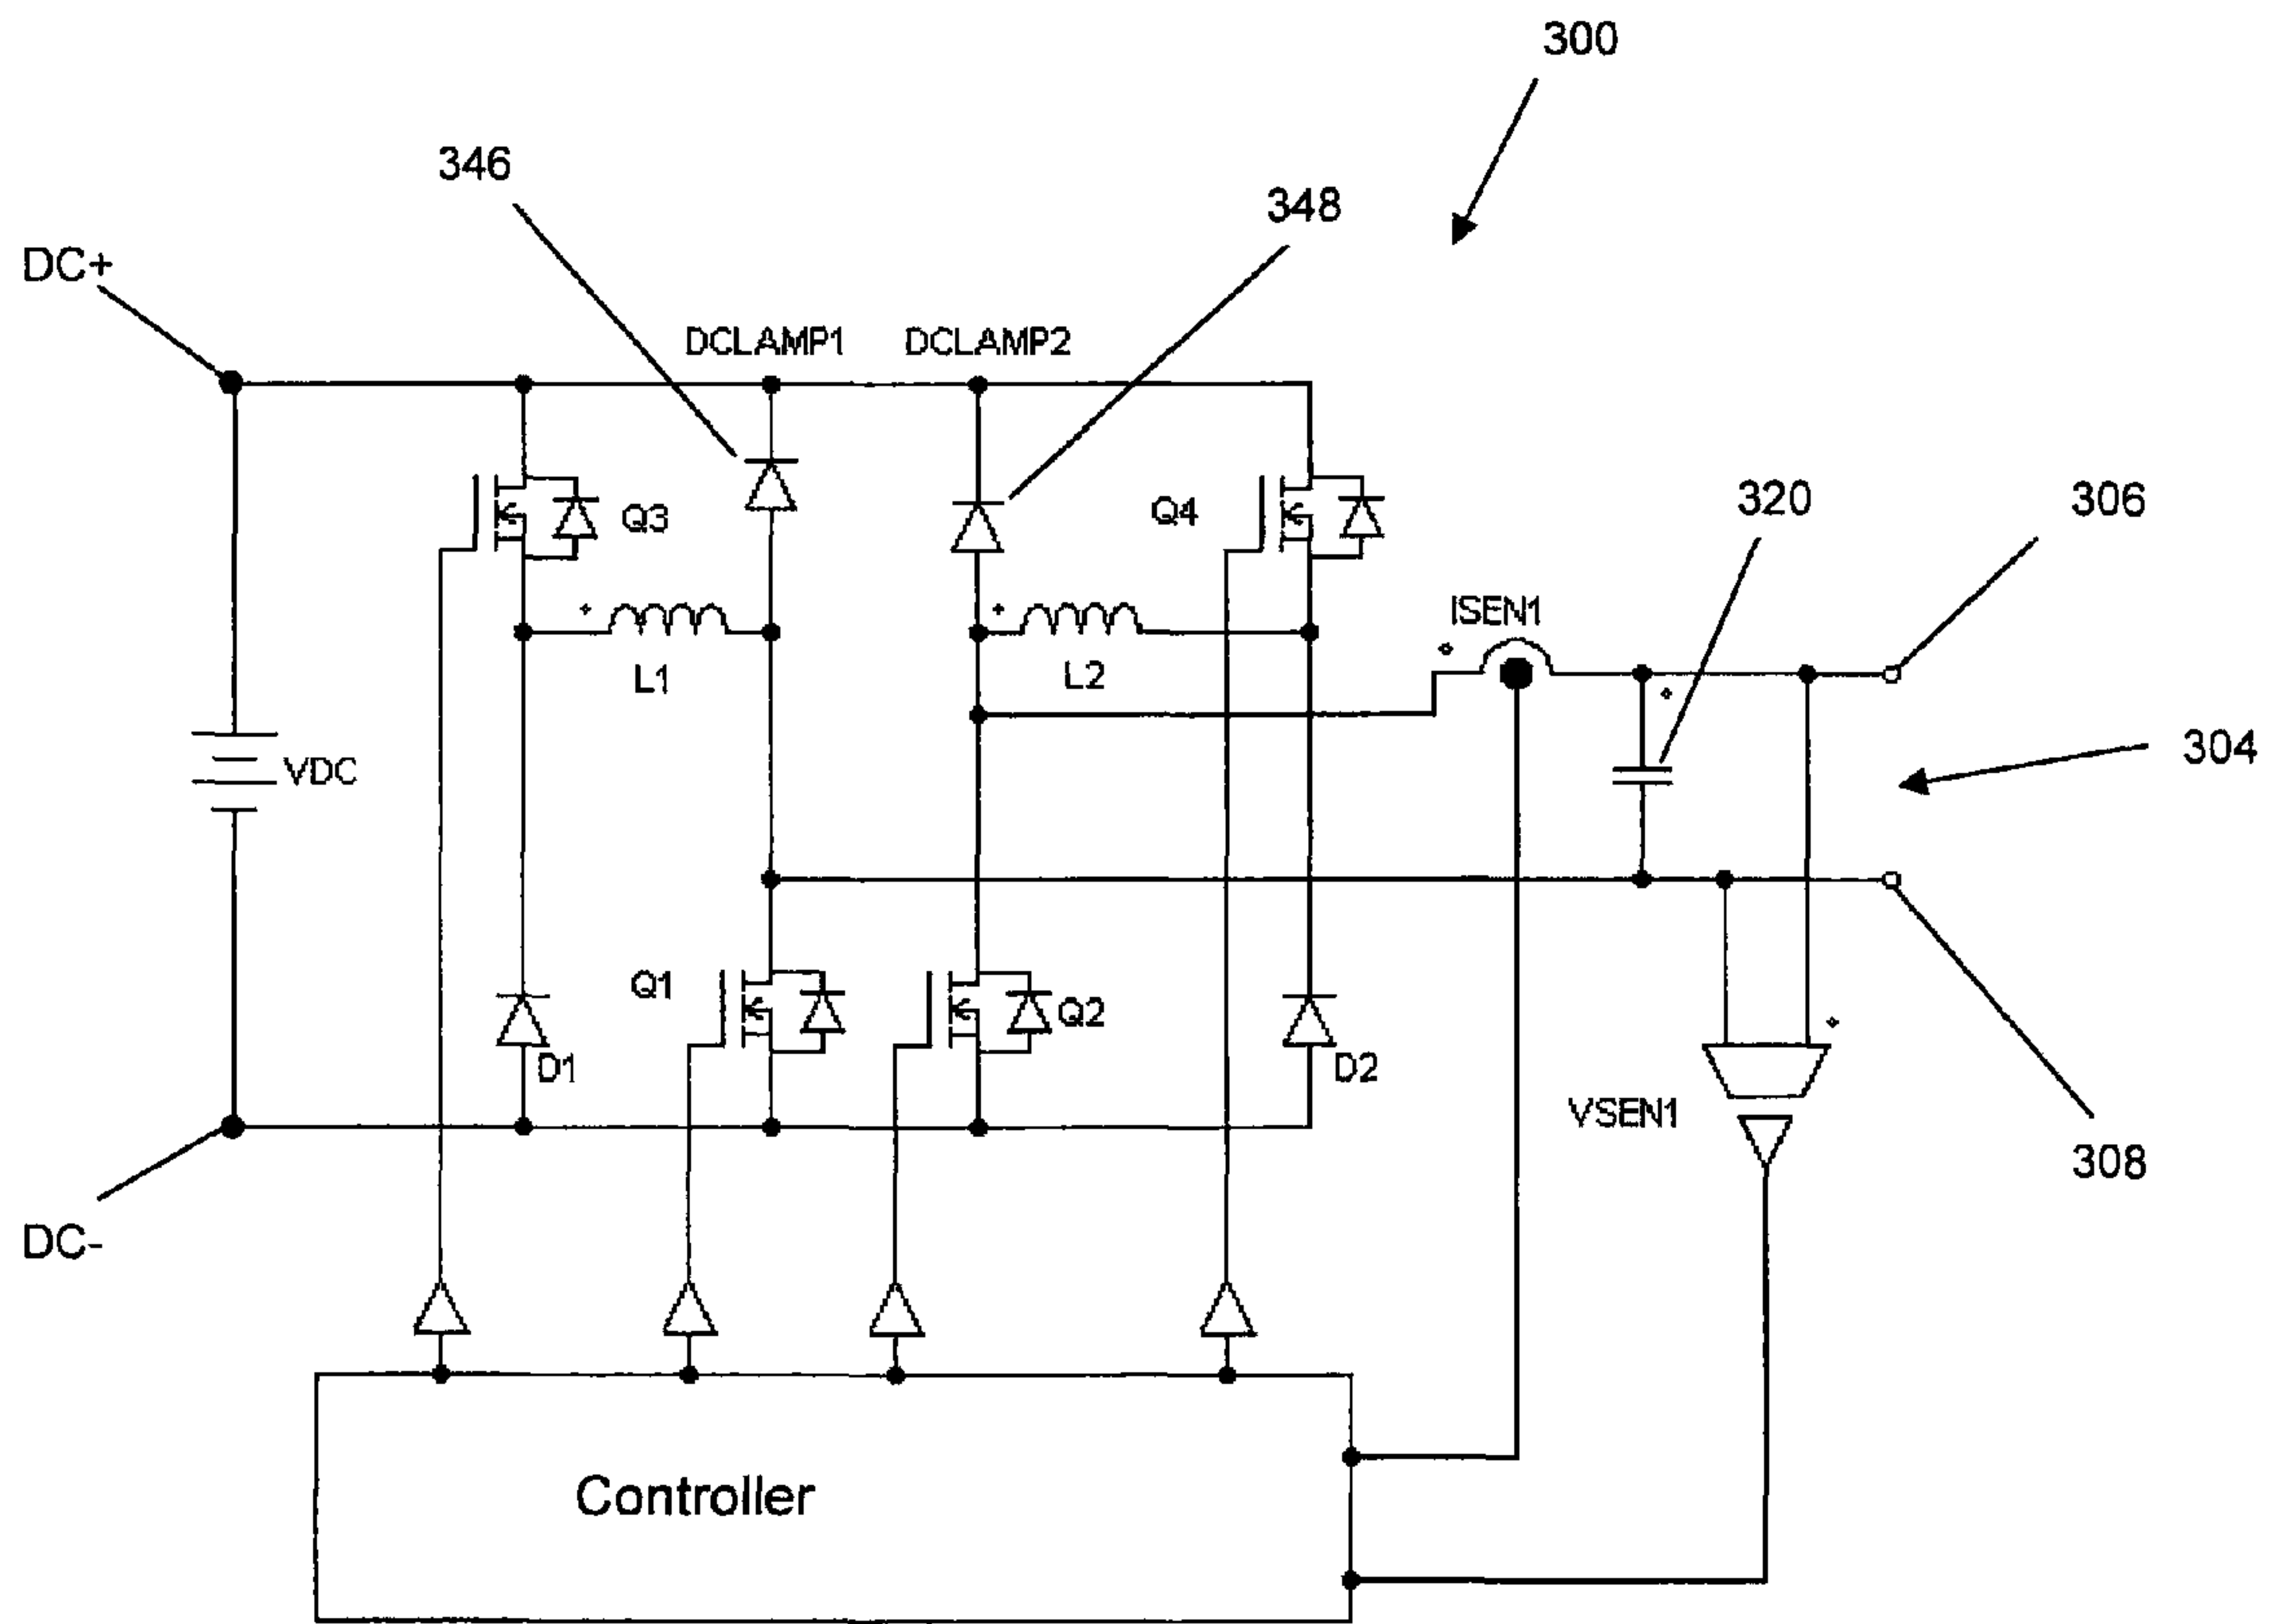 300
346
348
DC+
DCLAMP1 DCLAMP2
Q3
Q4
320
306
ISEN1
L1
L2
VDC
304
Q1
Q2
D1
D2
VSEN1
308
DC-
Controller